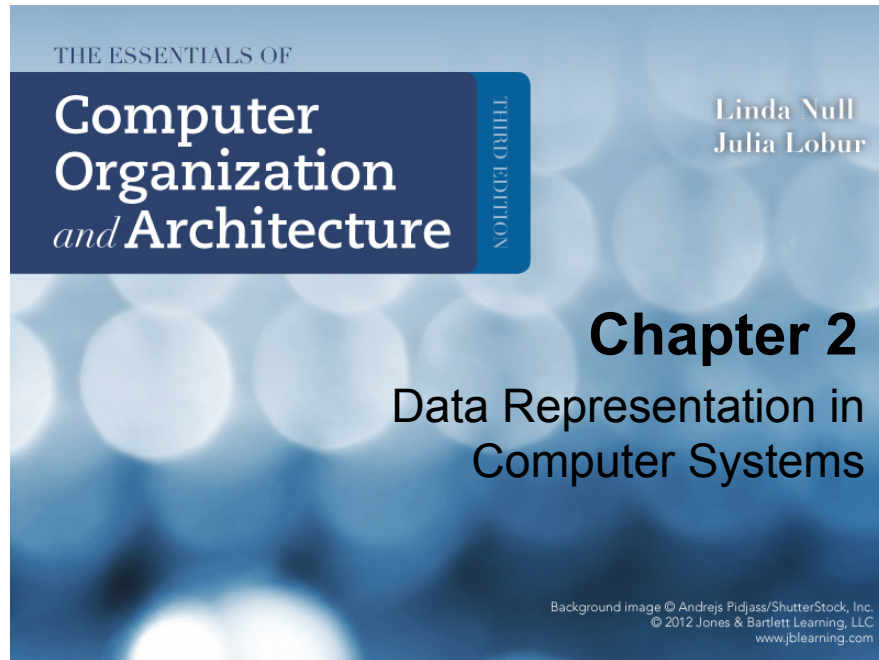 THE ESSENTIALS OF
Computer
Organization
and Architecture
THIRD EDITION
Linda Null
Julia Lobur
Chapter 2
Data Representation in
Computer Systems
Background image © Andrejs Pidjass/ShutterStock, Inc.
© 2012 Jones & Bartlett Learning, LLC
www.jblearning.com